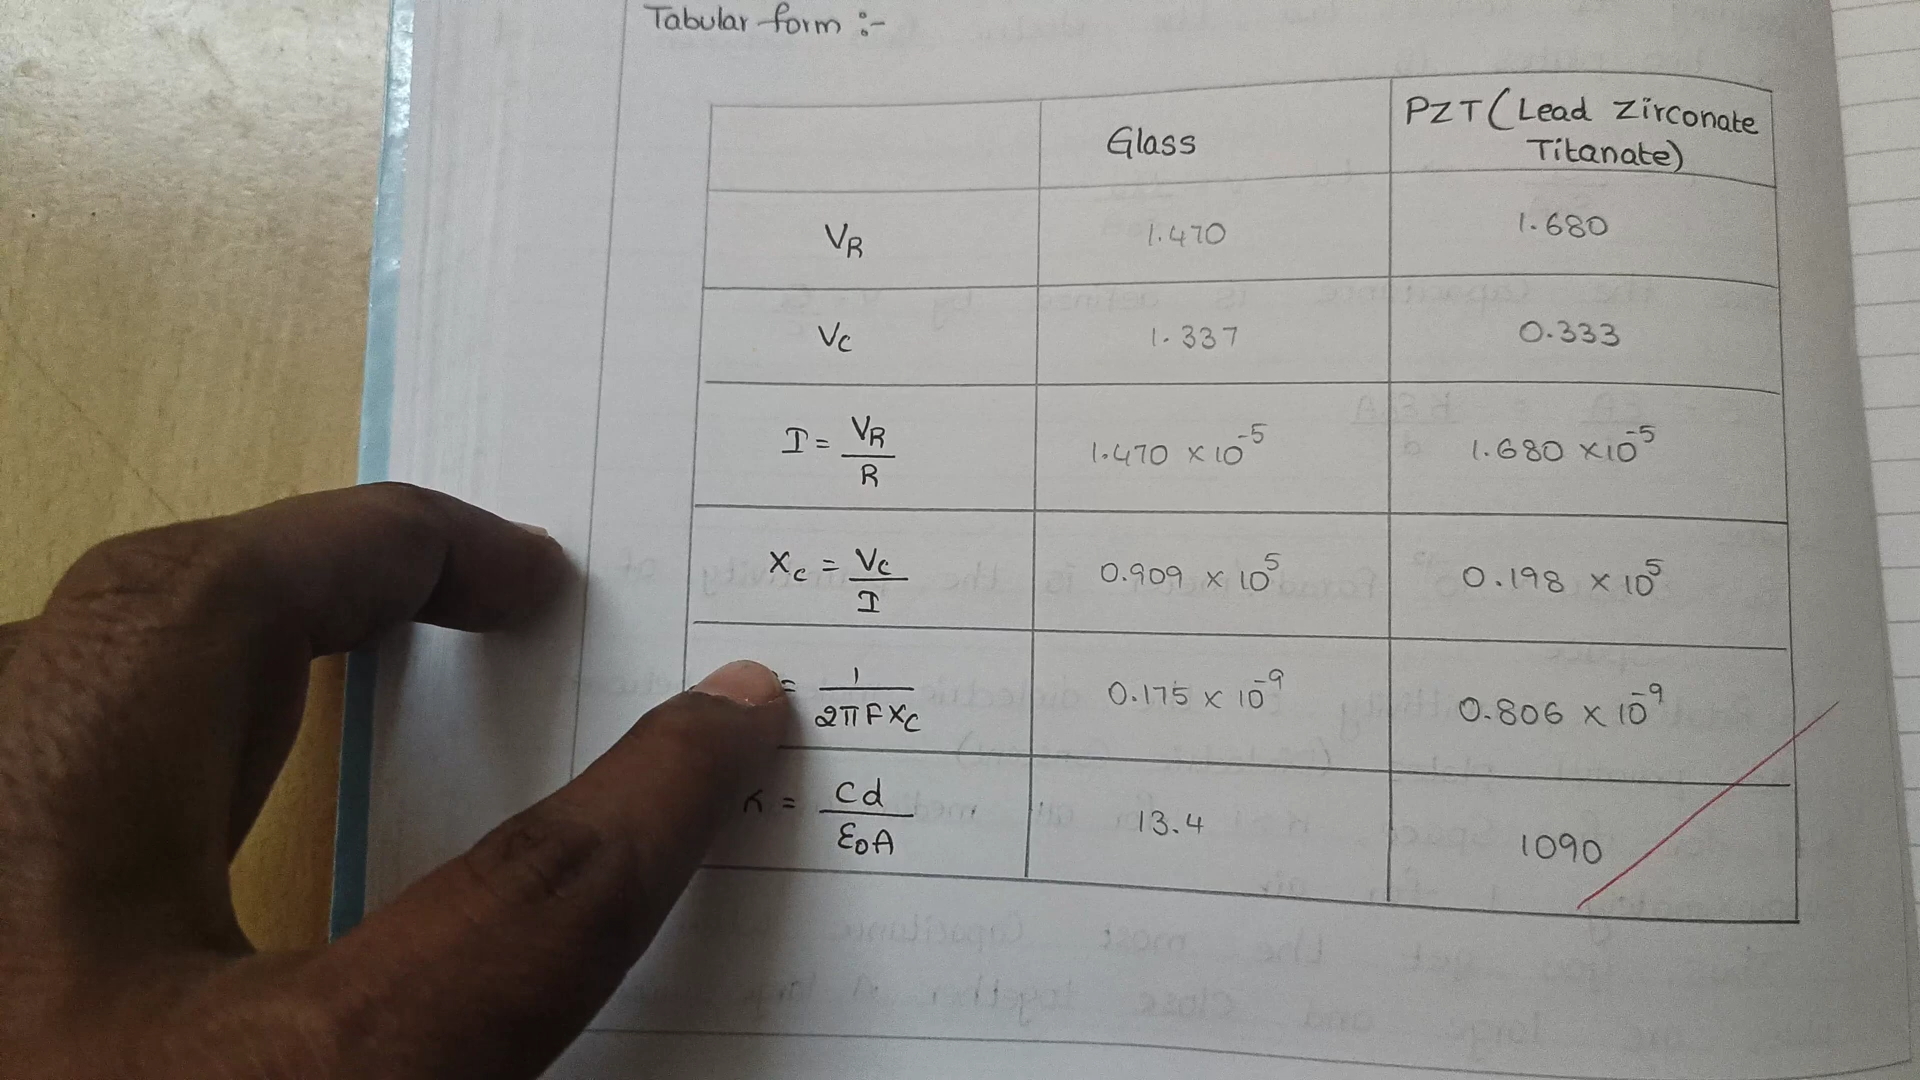 Tabular form :-
Glass
PZT (Lead Zirconate
Titanate)
VR 1.470 1.680
VC 1.337 0.333
I = VR/R 1.470 × 10^-5 1.680 × 10^-5
Xc = Vc/I 0.909 × 10^5 0.198 × 10^5
= 1/2πFXC 0.175 × 10^-9 0.806 × 10^-9
K = Cd/ε0A 13.4 1090